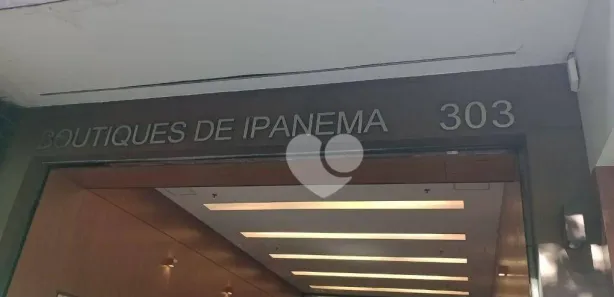 BOUTIQUES DE IPANEMA 303